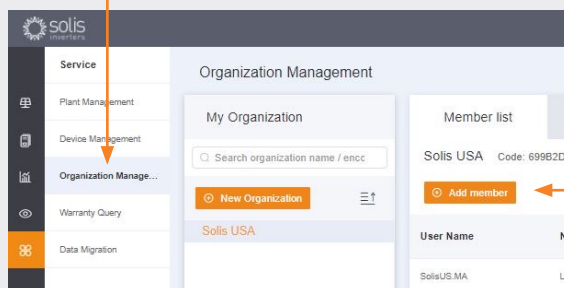 solis
inverters
Service
Plant Management
Device Management
Organization Manage...
Warranty Query
Data Migration
Organization Management
My Organization
Search organization name / encc
New Organization
Solis USA
Member list
Solis USA Code: 699B2D
Add member
User Name
N
SolisUS.MA
L